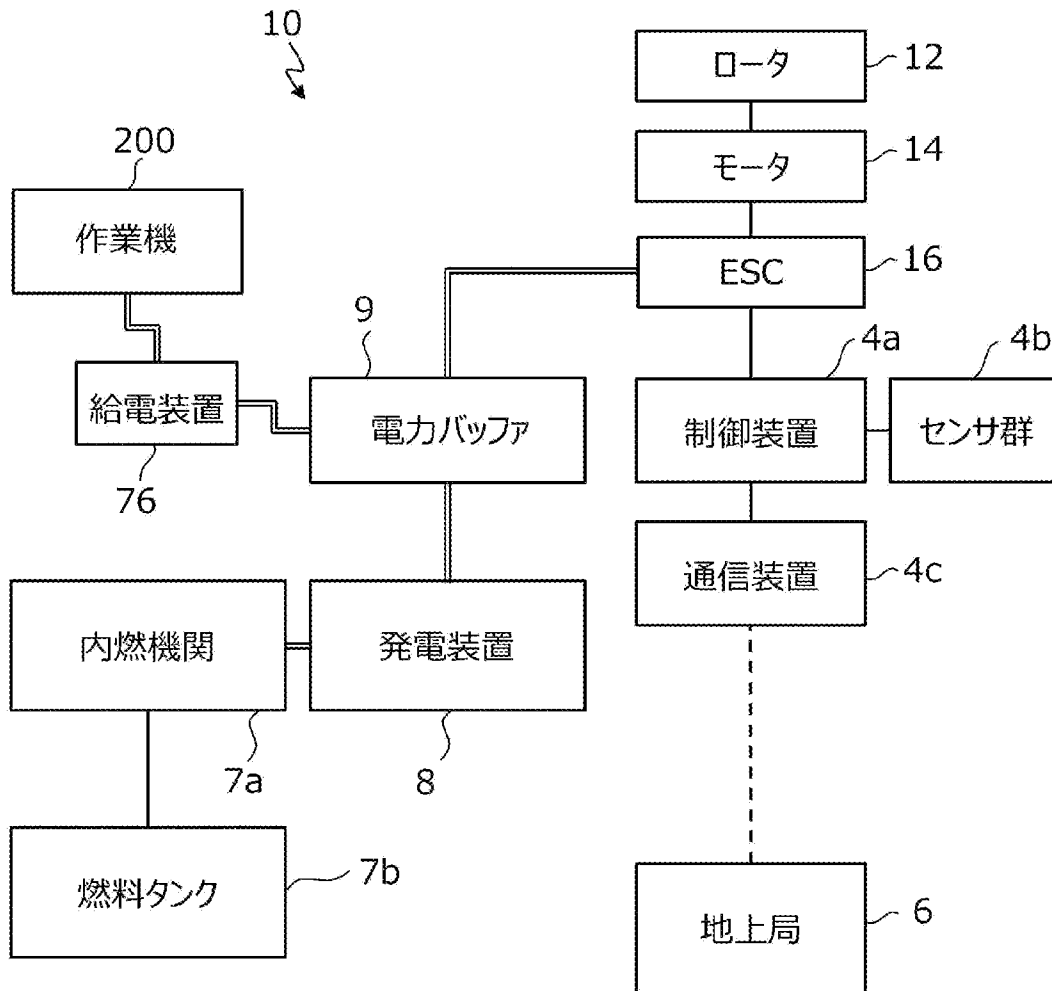 10
ロータ
12
モータ
14
200
作業機
ESC
16
9
4a
4b
給電装置
76
電力バッファ
制御装置
センサ群
通信装置
4c
内燃機関
7a
発電装置
8
燃料タンク
7b
地上局
6